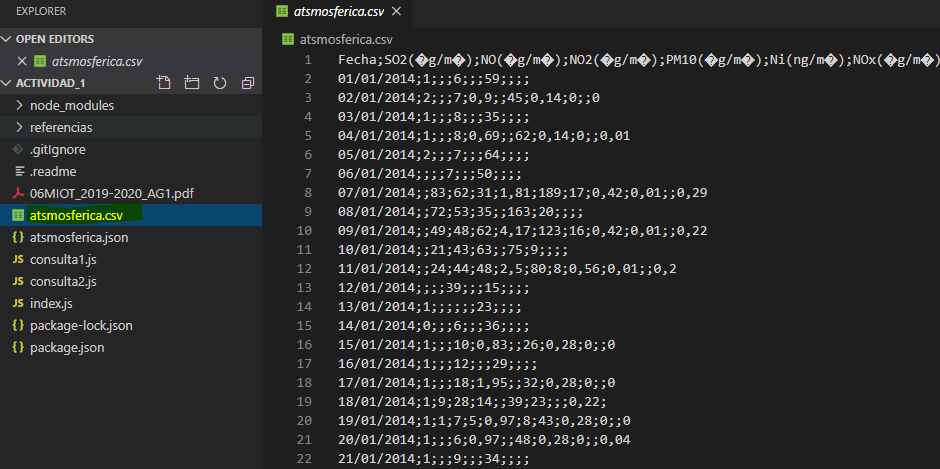 EXPLORER
OPEN EDITORS
atsmosferica.csv
ACTIVIDAD_1
node_modules
referencias
.gitIgnore
.readme
06MIOT_2019-2020_AG1.pdf
atsmosferica.csv
atsmosferica.json
consulta1.js
consulta2.js
index.js
package-lock.json
package.json
atsmosferica.csv
atsmosferica.csv
1 Fecha;SO2(�g/m�);NO(�g/m�);NO2(�g/m�);PM10(�g/m�);Ni(ng/m�);NOx(�g/m�)
2 01/01/2014;1;;;6;;;59;;;;
3 02/01/2014;2;;;7;0,9;;45;0,14;0;;0
4 03/01/2014;1;;;8;;;35;;;;
5 04/01/2014;1;;;8;0,69;;62;0,14;0;;0,01
6 05/01/2014;2;;;7;;;64;;;;
7 06/01/2014;;;;7;;;50;;;;
8 07/01/2014;;83;62;31;1,81;189;17;0,42;0,01;;0,29
9 08/01/2014;;72;53;35;;163;20;;;;
10 09/01/2014;;49;48;62;4,17;123;16;0,42;0,01;;0,22
11 10/01/2014;;21;43;63;;75;9;;;;
12 11/01/2014;;24;44;48;2,5;80;8;0,56;0,01;;0,2
13 12/01/2014;;;;39;;;15;;;;
14 13/01/2014;1;;;;;;23;;;;
15 14/01/2014;0;;;6;;;36;;;;
16 15/01/2014;1;;;10;0,83;;26;0,28;0;;0
17 16/01/2014;1;;;12;;;29;;;;
18 17/01/2014;1;;;18;1,95;;32;0,28;0;;0
19 18/01/2014;1;9;28;14;;39;23;;;0,22;
20 19/01/2014;1;1;7;5;0,97;8;43;0,28;0;;0
21 20/01/2014;1;;;6;0,97;;48;0,28;0;;0,04
22 21/01/2014;1;;;9;;;34;;;;